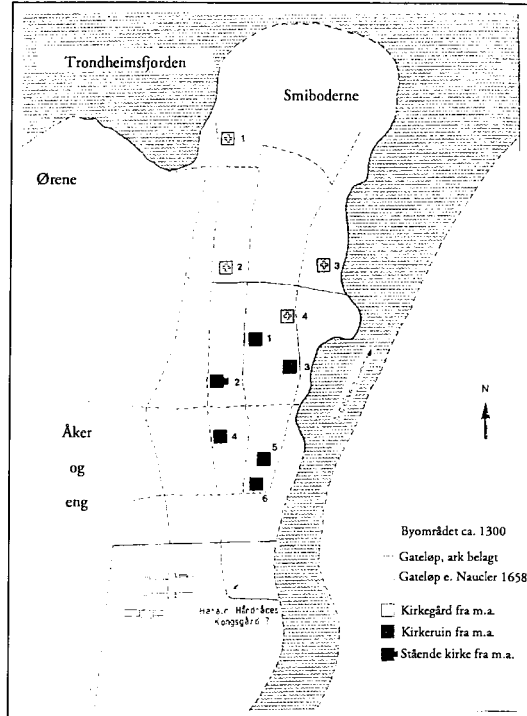 Trondheimsfjorden
Smiboderne
1
Ørene
2
3
4
1
3
2
4
5
6
N
Åker
og
eng
Byområdet ca. 1300
Gateløp, ark belagt
Gateløp e. Naucler 1658
Kirkegård fra m.a.
Kirkeruin fra m.a.
Stående kirke fra m.a.
Kongsgård ?